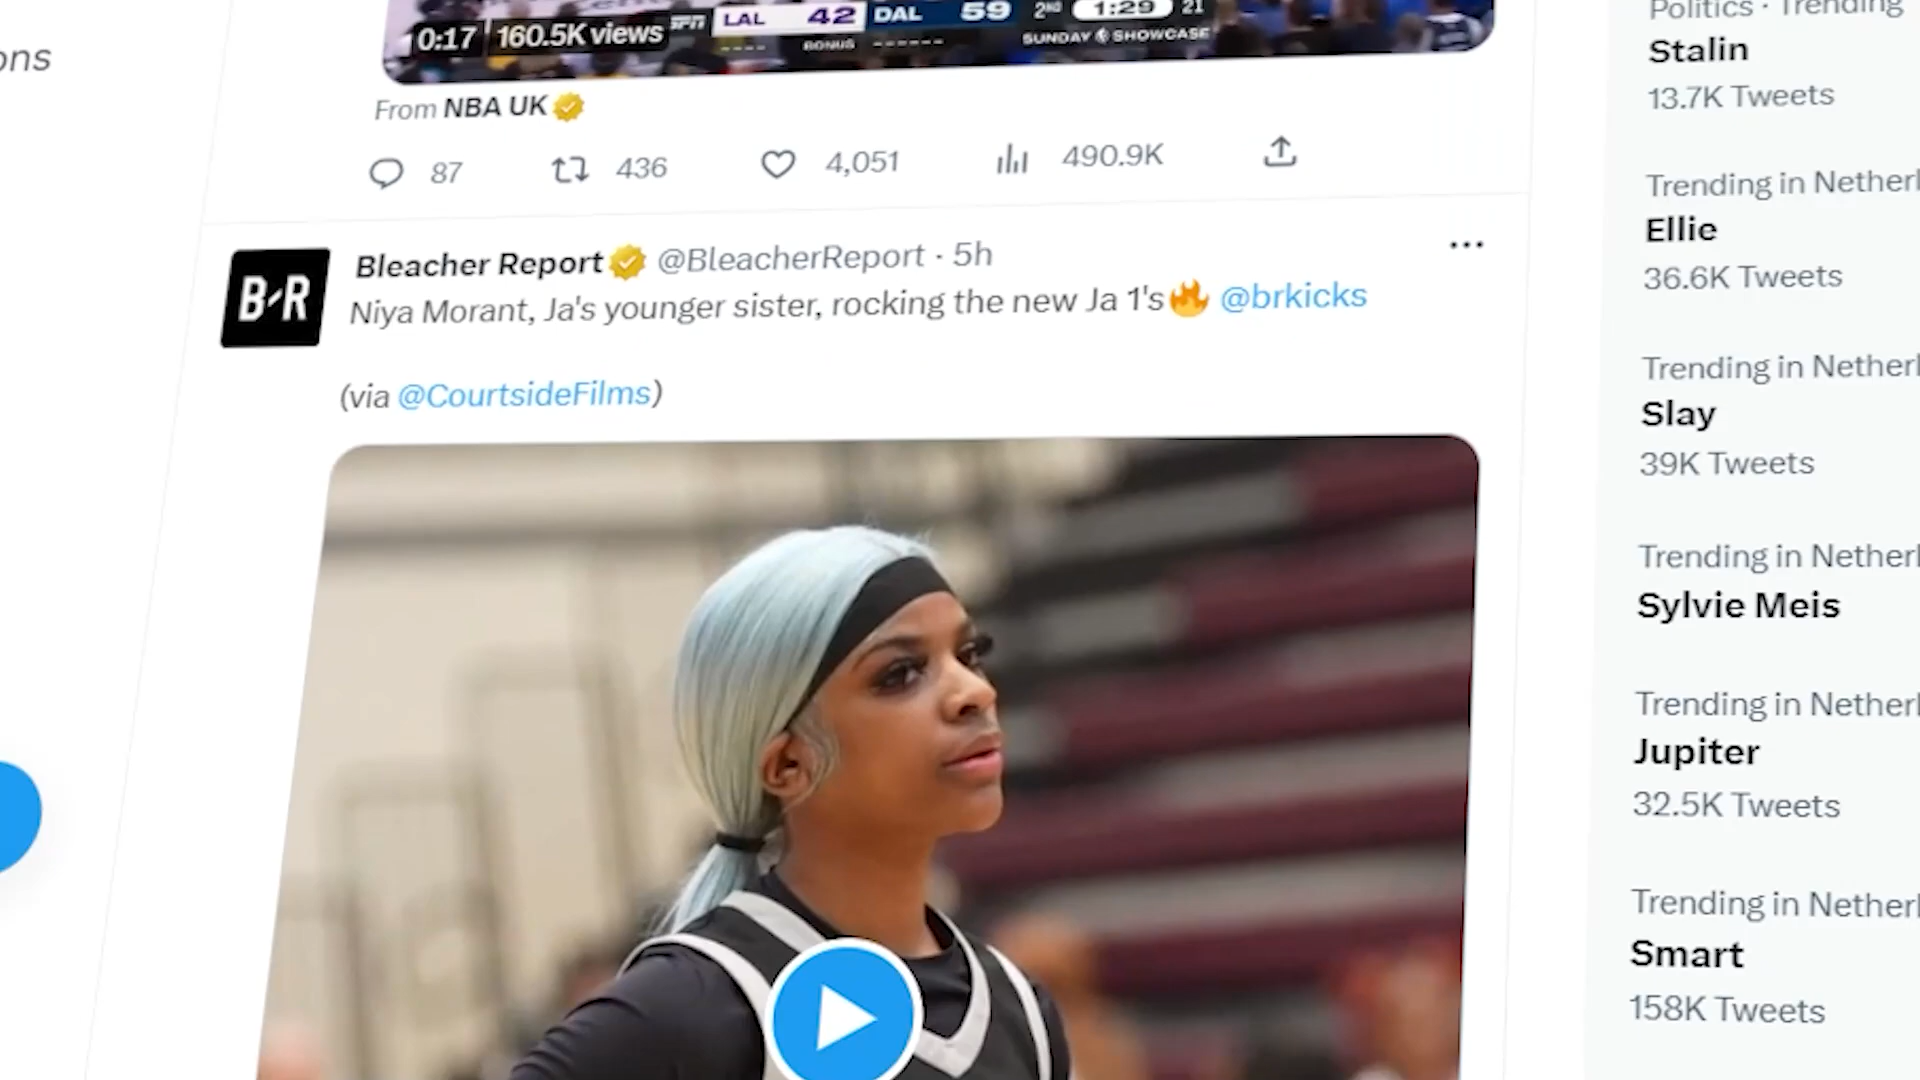 ons
0:17 160.5K views ESPN LAL 42 DAL 59 2ND 1:29 21
BONUS SUNDAY SHOWCASE
From NBA UK
87 436 4,051 490.9K
B/R Bleacher Report @BleacherReport · 5h
Niya Morant, Ja's younger sister, rocking the new Ja 1's🔥 @brkicks
(via @CourtsideFilms)
Politics · Trending
Stalin
13.7K Tweets
Trending in Netherl
Ellie
36.6K Tweets
Trending in Netherl
Slay
39K Tweets
Trending in Netherl
Sylvie Meis
Trending in Netherl
Jupiter
32.5K Tweets
Trending in Netherl
Smart
158K Tweets